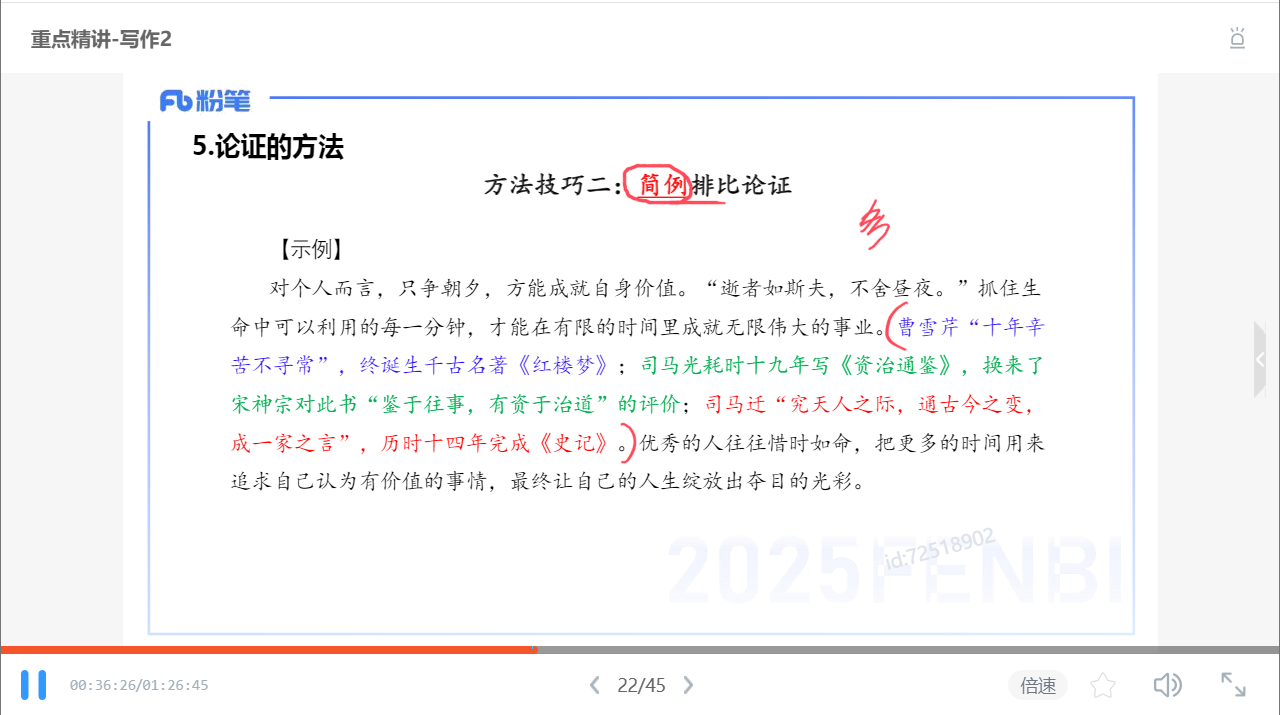 重点精讲-写作2
粉笔
5.论证的方法
方法技巧二：简例排比论证
【示例】
对个人而言，只争朝夕，方能成就自身价值。“逝者如斯夫，不舍昼夜。”抓住生
命中可以利用的每一分钟，才能在有限的时间里成就无限伟大的事业。曹雪芹“十年辛
苦不寻常”，终诞生千古名著《红楼梦》；司马光耗时十九年写《资治通鉴》，换来了
宋神宗对此书“鉴于往事，有资于治道”的评价；司马迁“究天人之际，通古今之变，
成一家之言”，历时十四年完成《史记》。优秀的人往往惜时如命，把更多的时间用来
追求自己认为有价值的事情，最终让自己的人生绽放出夺目的光彩。
id:72518902
2025FENBI
00:36:26/01:26:45
22/45
倍速